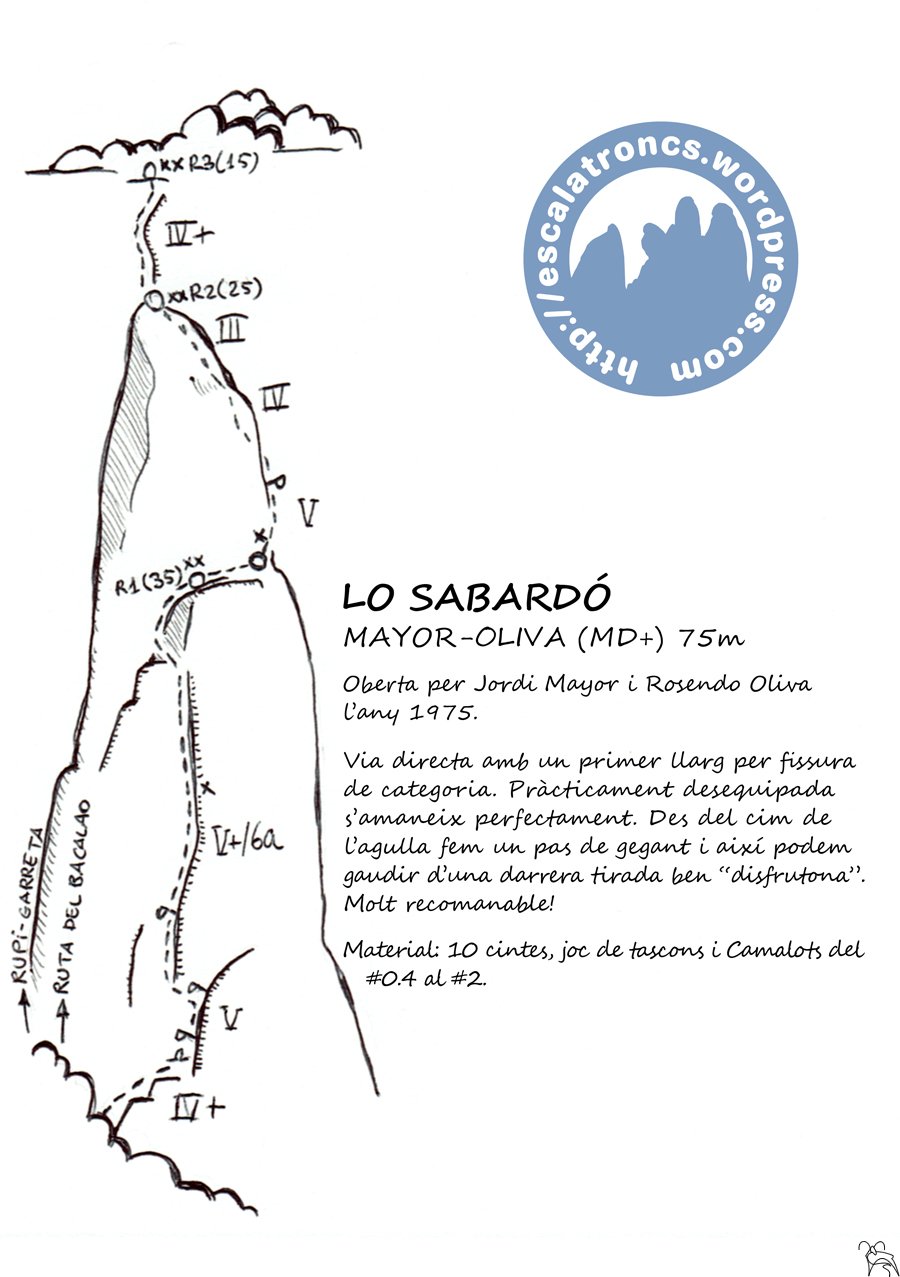 xxR3(15)
IV+
xxR2(25)
III
IV
V
x
R1(35)xx
x
V+/6a
V
IV+
RUPI-GARRETA
RUTA DEL BACALAO
http://escalatroncs.wordpress.com
LO SABARDÓ
MAYOR-OLIVA (MD+) 75m
Oberta per Jordi Mayor i Rosendo Oliva
l'any 1975.
Via directa amb un primer llarg per fissura
de categoria. Pràcticament desequipada
s'amaneix perfectament. Des del cim de
l'agulla fem un pas de gegant i així podem
gaudir d'una darrera tirada ben "disfrutona".
Molt recomanable!
Material: 10 cintes, joc de tascons i Camalots del
#0.4 al #2.